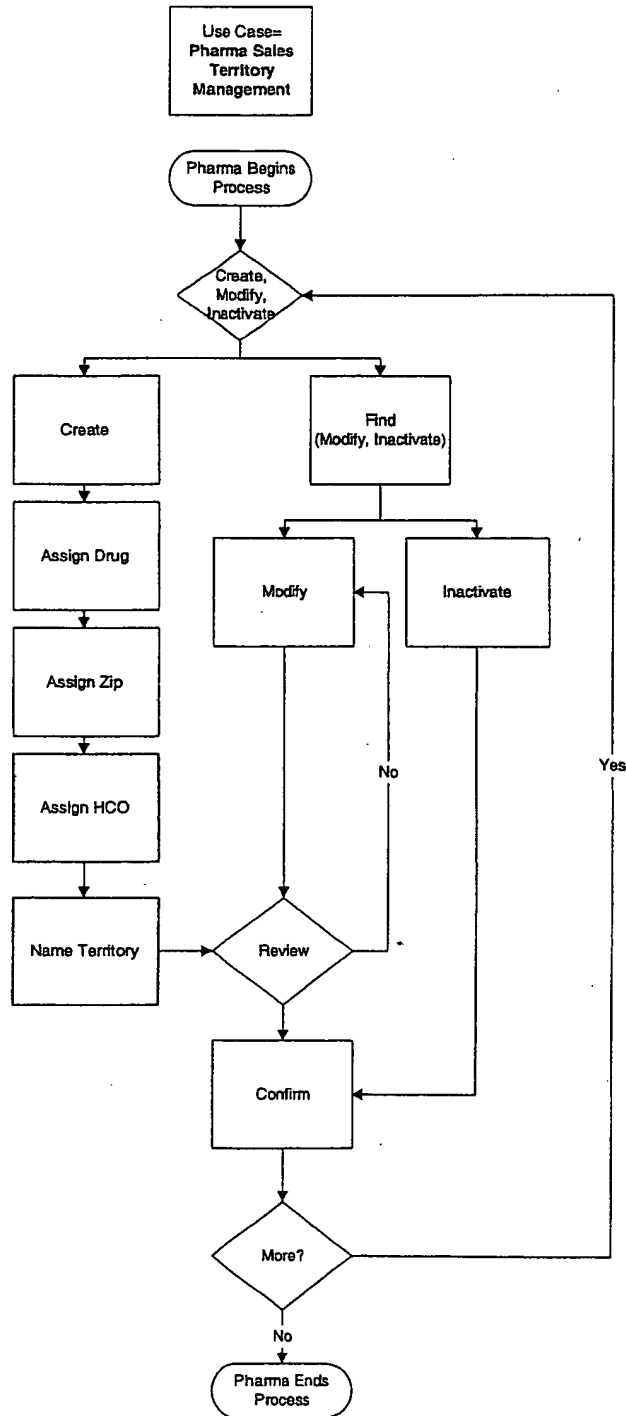 Use Case=
Pharma Sales
Territory
Management
Pharma Begins
Process
Create,
Modify,
Inactivate
Create
Find
(Modify, Inactivate)
Assign Drug
Modify
Inactivate
Assign Zip
No
Yes
Assign HCO
Name Territory
Review
Confirm
More?
No
Pharma Ends
Process